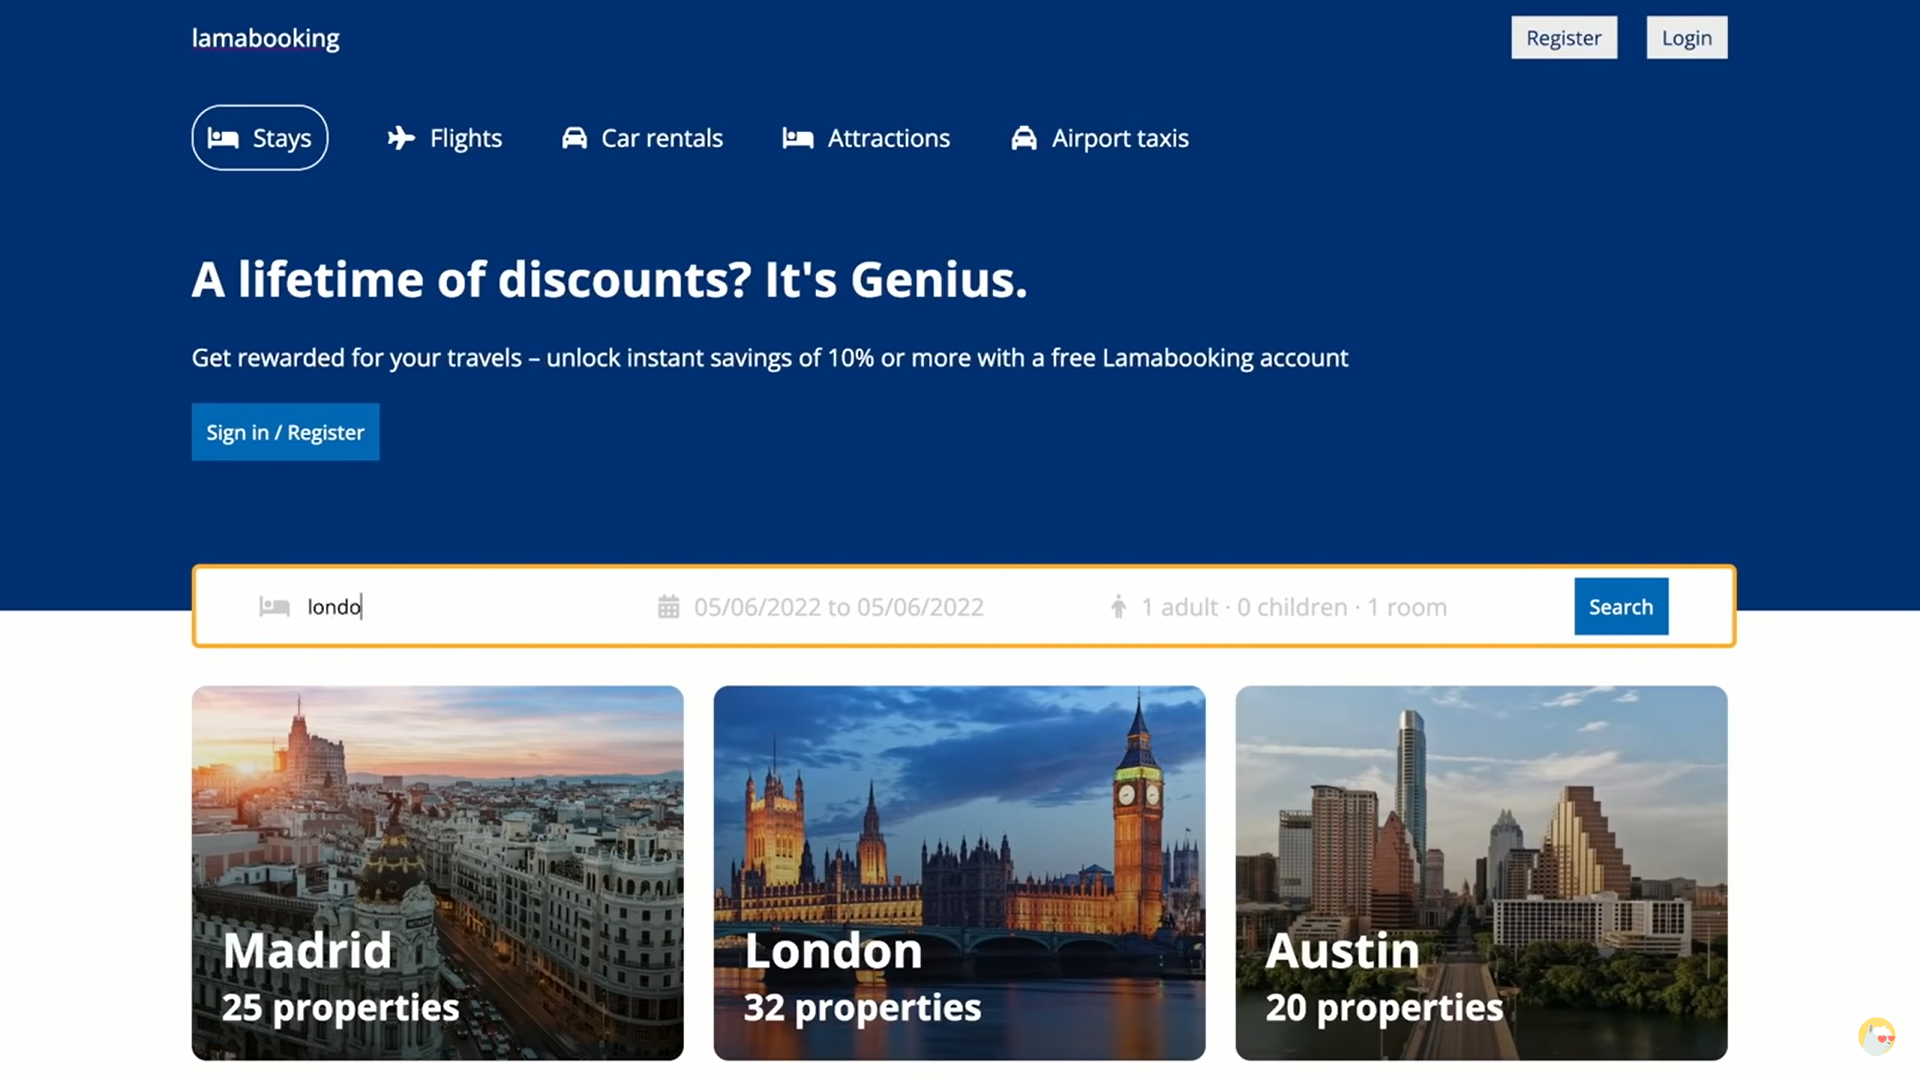 lamabooking
Register
Login
Stays
Flights
Car rentals
Attractions
Airport taxis
A lifetime of discounts? It's Genius.
Get rewarded for your travels – unlock instant savings of 10% or more with a free Lamabooking account
Sign in / Register
londo
05/06/2022 to 05/06/2022
1 adult · 0 children · 1 room
Search
Madrid
25 properties
London
32 properties
Austin
20 properties